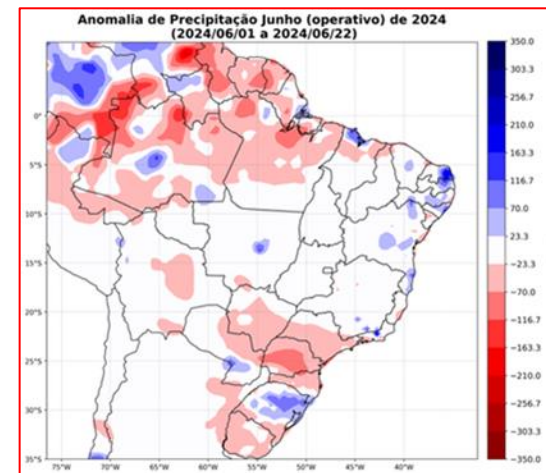 Anomalia de Precipitação Junho (operativo) de 2024
(2024/06/01 a 2024/06/22)
350.0
303.3
256.7
210.0
163.3
116.7
70.0
23.3
−23.3
−70.0
−116.7
−163.3
−210.0
−256.7
−303.3
−350.0
0°
5°S
10°S
15°S
20°S
25°S
30°S
35°S
75°W
70°W
65°W
60°W
55°W
50°W
45°W
40°W